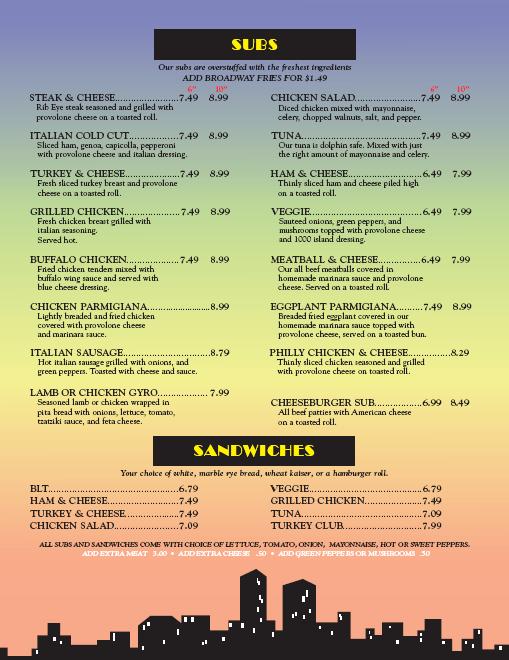 SUBS
Our subs are overstuffed with the freshest ingredients
ADD BROADWAY FRIES FOR $1.49
6" 10"
STEAK & CHEESE.....................7.49 8.99
Rib Eye steak seasoned and grilled with
provolone cheese on a toasted roll.
ITALIAN COLD CUT.................7.49 8.99
Sliced ham, genoa, capicolla, pepperoni
with provolone cheese and italian dressing.
TURKEY & CHEESE..................7.49 8.99
Fresh sliced turkey breast and provolone
cheese on a toasted roll.
GRILLED CHICKEN...................7.49 8.99
Fresh chicken breast grilled with
italian seasoning.
Served hot.
BUFFALO CHICKEN..................7.49 8.99
Fried chicken tenders mixed with
buffalo wing sauce and served with
blue cheese dressing.
CHICKEN PARMIGIANA..........................8.99
Lightly breaded and fried chicken
covered with provolone cheese
and marinara sauce.
ITALIAN SAUSAGE.............................8.79
Hot italian sausage grilled with onions, and
green peppers. Toasted with cheese and sauce.
LAMB OR CHICKEN GYRO................. 7.99
Seasoned lamb or chicken wrapped in
pita bread with onions, lettuce, tomato,
tzatziki sauce, and feta cheese.
6" 10"
CHICKEN SALAD......................7.49 8.99
Diced chicken mixed with mayonnaise,
celery, chopped walnuts, salt, and pepper.
TUNA.......................................7.49 8.99
Our tuna is dolphin safe. Mixed with just
the right amount of mayonnaise and celery.
HAM & CHEESE........................6.49 7.99
Thinly sliced ham and cheese piled high
on a toasted roll.
VEGGIE.....................................6.49 7.99
Sauteed onions, green peppers, and
mushrooms topped with provolone cheese
and 1000 island dressing.
MEATBALL & CHEESE..............6.49 7.99
Our all beef meatballs covered in
homemade marinara sauce and provolone
cheese. Served on a toasted roll.
EGGPLANT PARMIGIANA.........7.49 8.99
Breaded fried eggplant covered in our
homemade marinara sauce topped with
provolone cheese, served on a toasted bun.
PHILLY CHICKEN & CHEESE..............8.29
Thinly sliced chicken seasoned and grilled
with provolone cheese on toasted roll.
CHEESEBURGER SUB................6.99 8.49
All beef patties with American cheese
on a toasted roll.
SANDWICHES
Your choice of white, marble rye bread, wheat kaiser, or a hamburger roll.
BLT...........................................6.79
HAM & CHEESE........................7.49
TURKEY & CHEESE..................7.49
CHICKEN SALAD.....................7.09
VEGGIE.....................................6.79
GRILLED CHICKEN...................7.49
TUNA.......................................7.09
TURKEY CLUB..........................7.99
ALL SUBS AND SANDWICHES COME WITH CHOICE OF LETTUCE, TOMATO, ONION, MAYONNAISE, HOT OR SWEET PEPPERS.
ADD EXTRA MEAT 3.00 • ADD EXTRA CHEESE .50 • ADD GREEN PEPPERS OR MUSHROOMS .50